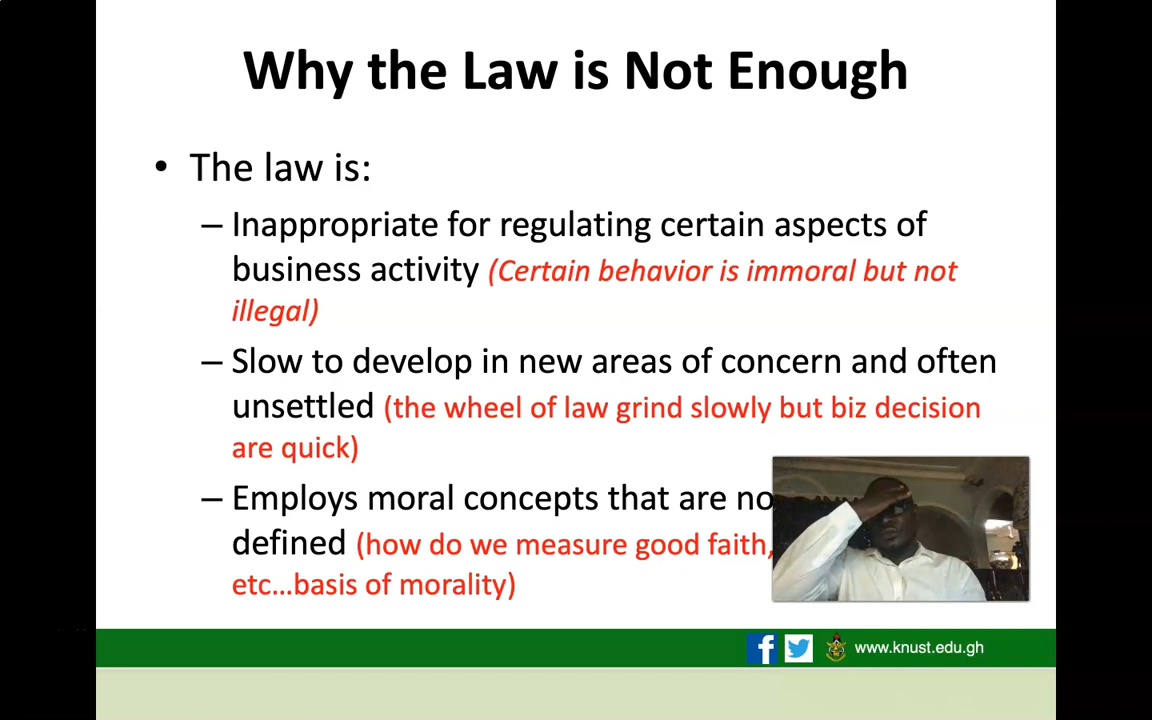 Why the Law is Not Enough
• The law is:
– Inappropriate for regulating certain aspects of
business activity (Certain behavior is immoral but not
illegal)
– Slow to develop in new areas of concern and often
unsettled (the wheel of law grind slowly but biz decision
are quick)
– Employs moral concepts that are
defined (how do we measure good faith,
etc...basis of morality)
f
www.knust.edu.gh